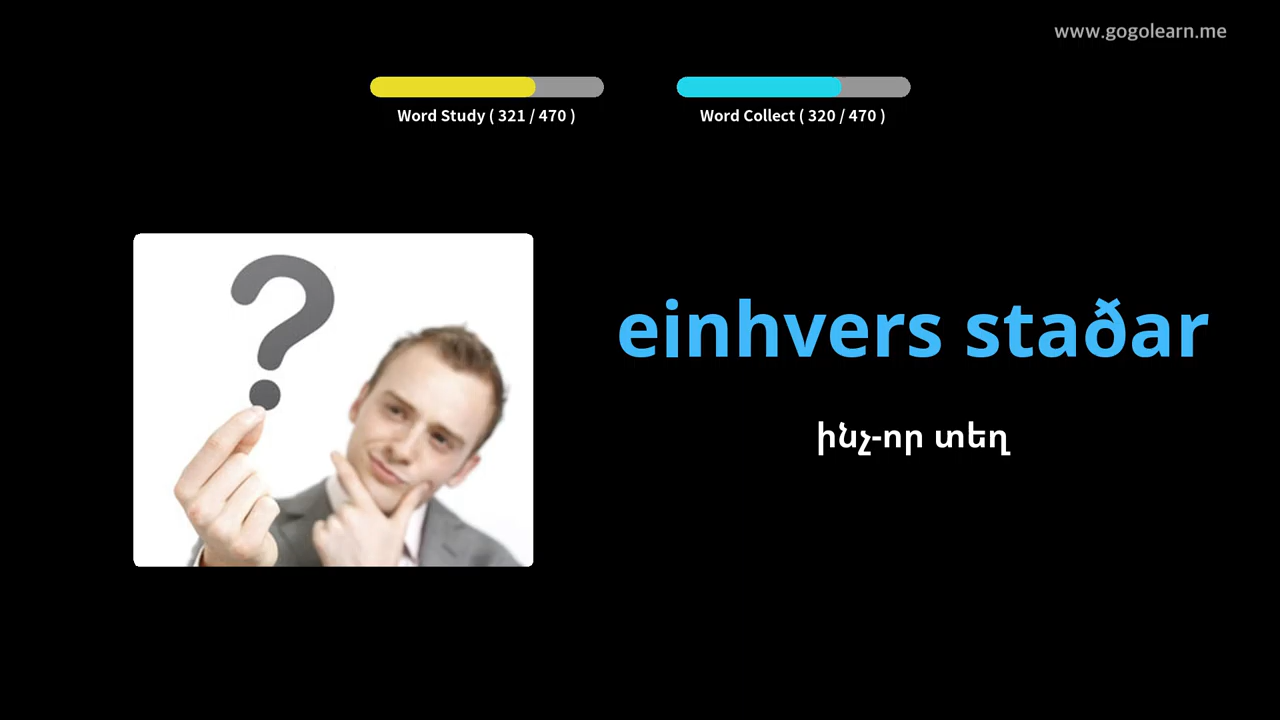 www.gogolearn.me
Word Study ( 321 / 470 )
Word Collect ( 320 / 470 )
einhvers staðar
ինչ-որ տեղ